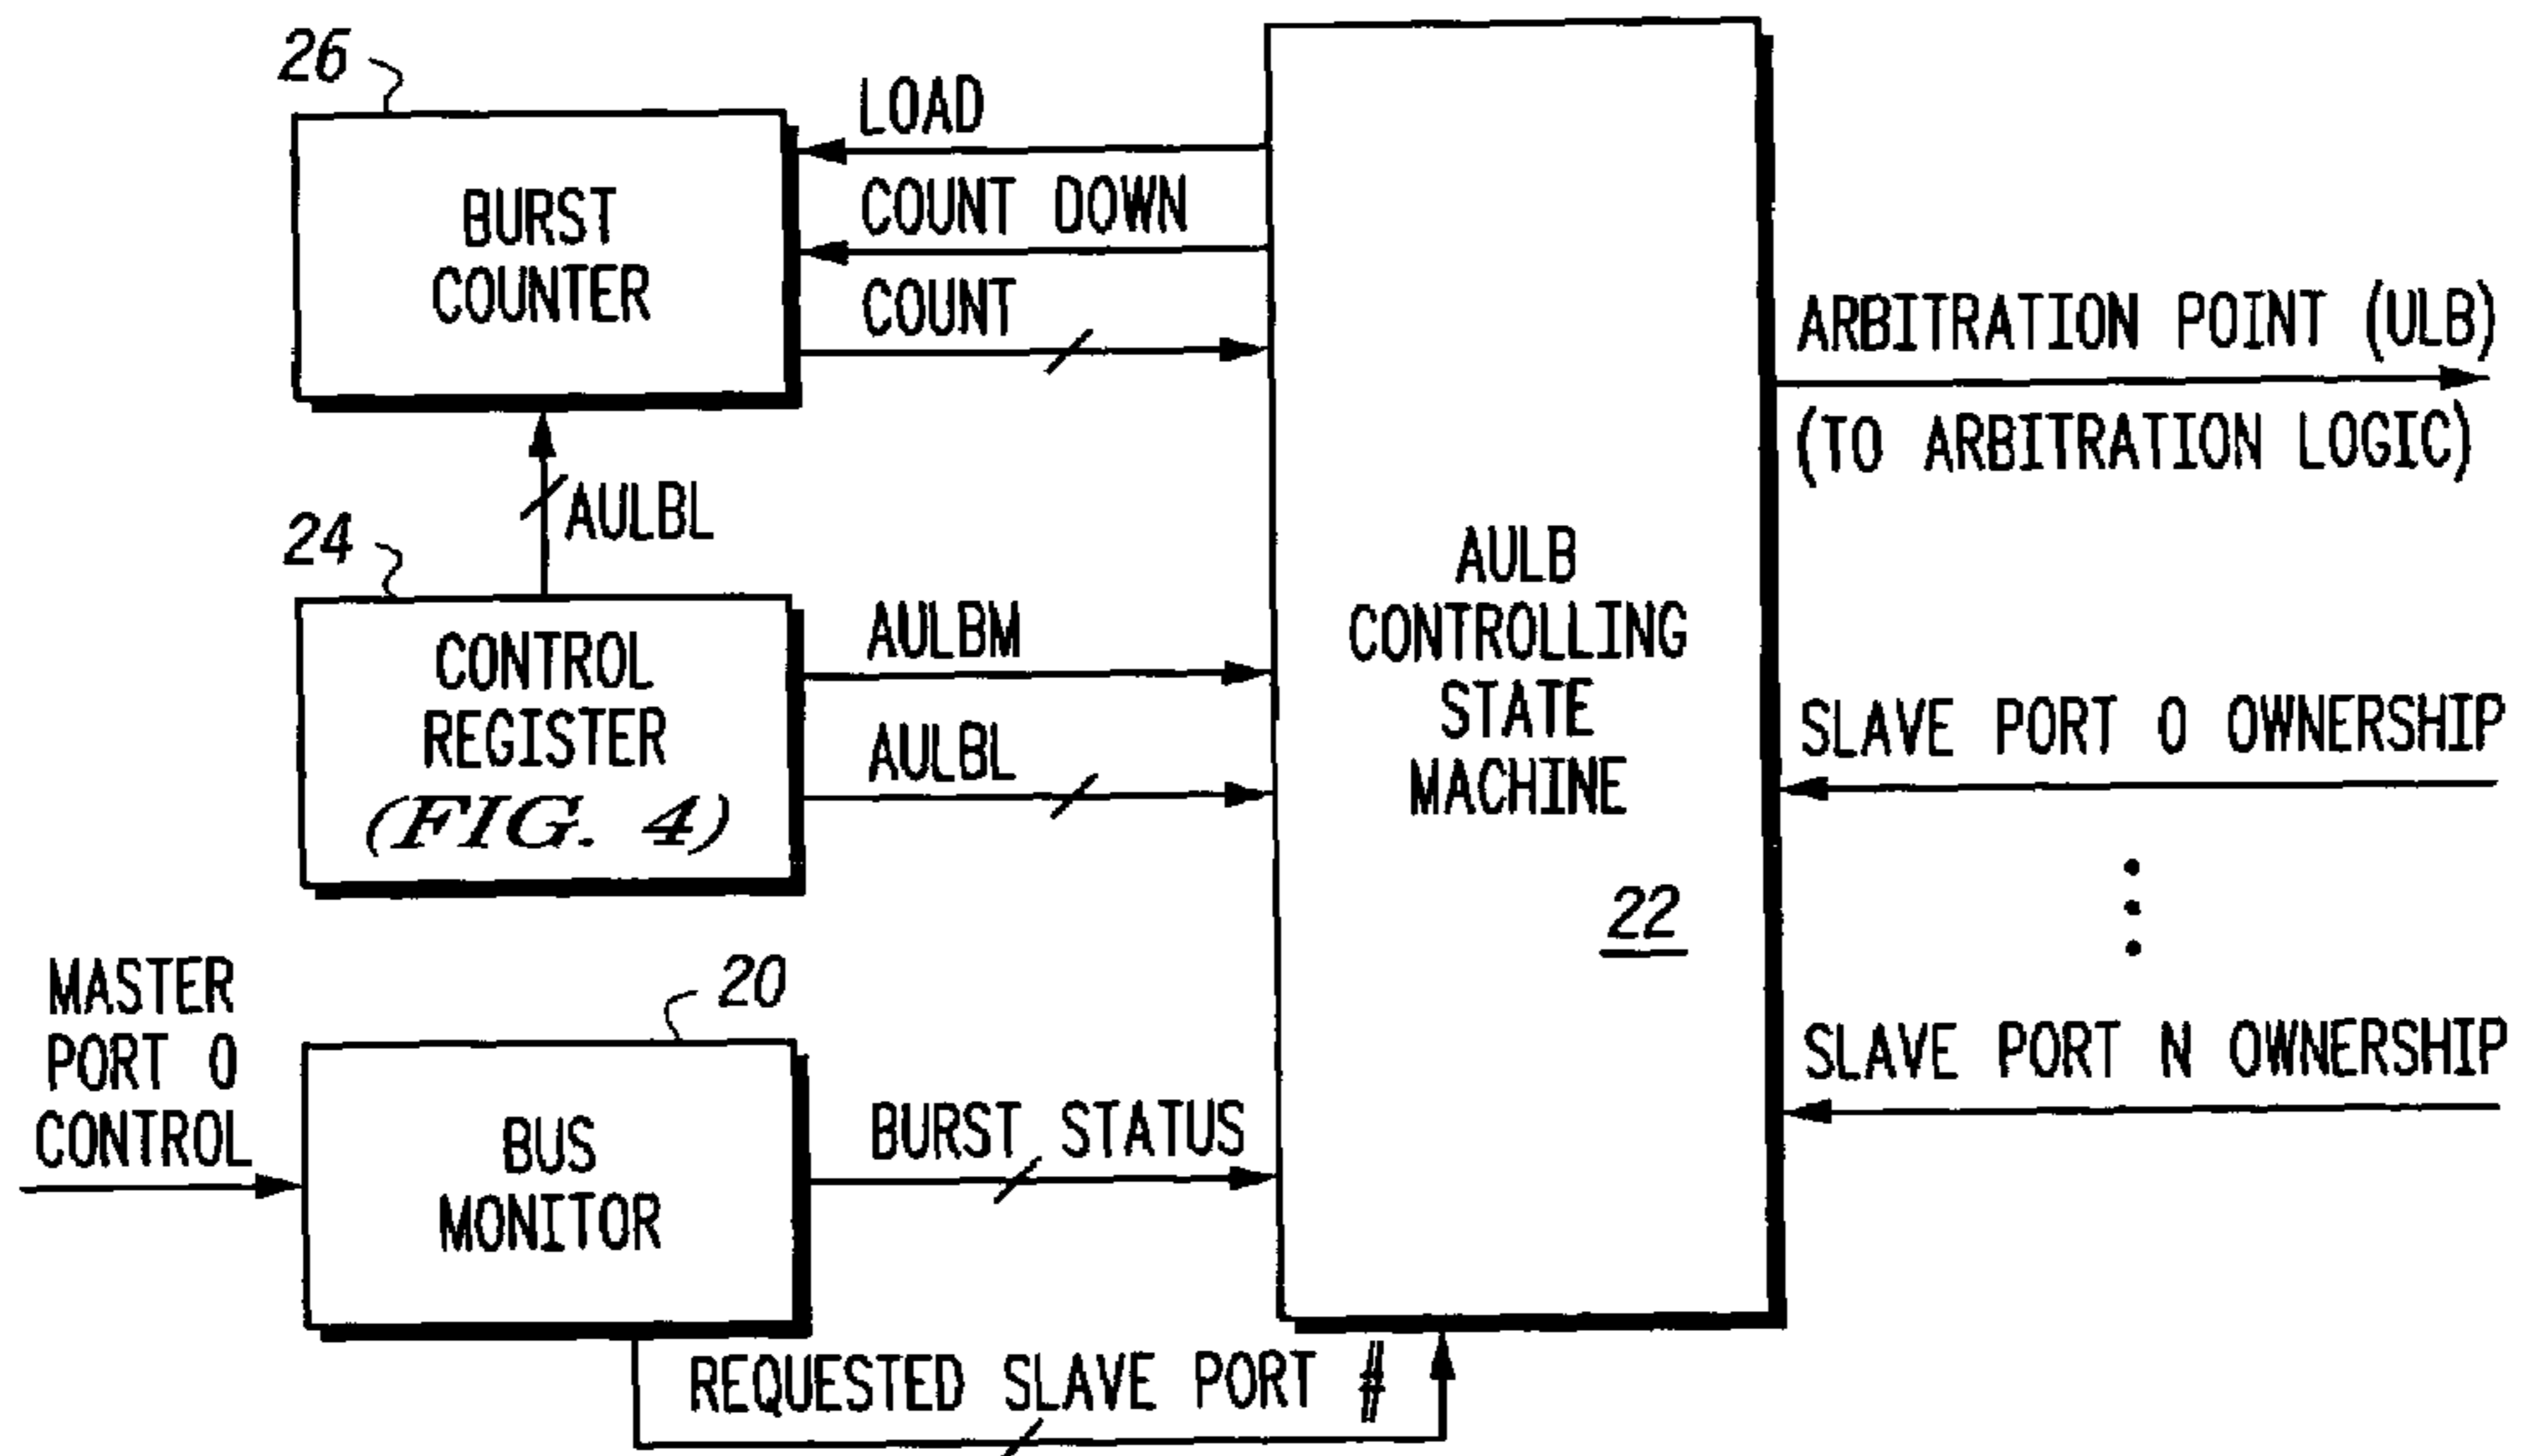 26
LOAD
BURST
COUNTER
COUNT DOWN
COUNT
ARBITRATION POINT (ULB)
(TO ARBITRATION LOGIC)
AULBL
24
CONTROL
REGISTER
(FIG. 4)
AULBM
AULBL
AULB
CONTROLLING
STATE
MACHINE
22
SLAVE PORT 0 OWNERSHIP
SLAVE PORT N OWNERSHIP
MASTER
PORT 0
CONTROL
20
BUS
MONITOR
BURST STATUS
REQUESTED SLAVE PORT #